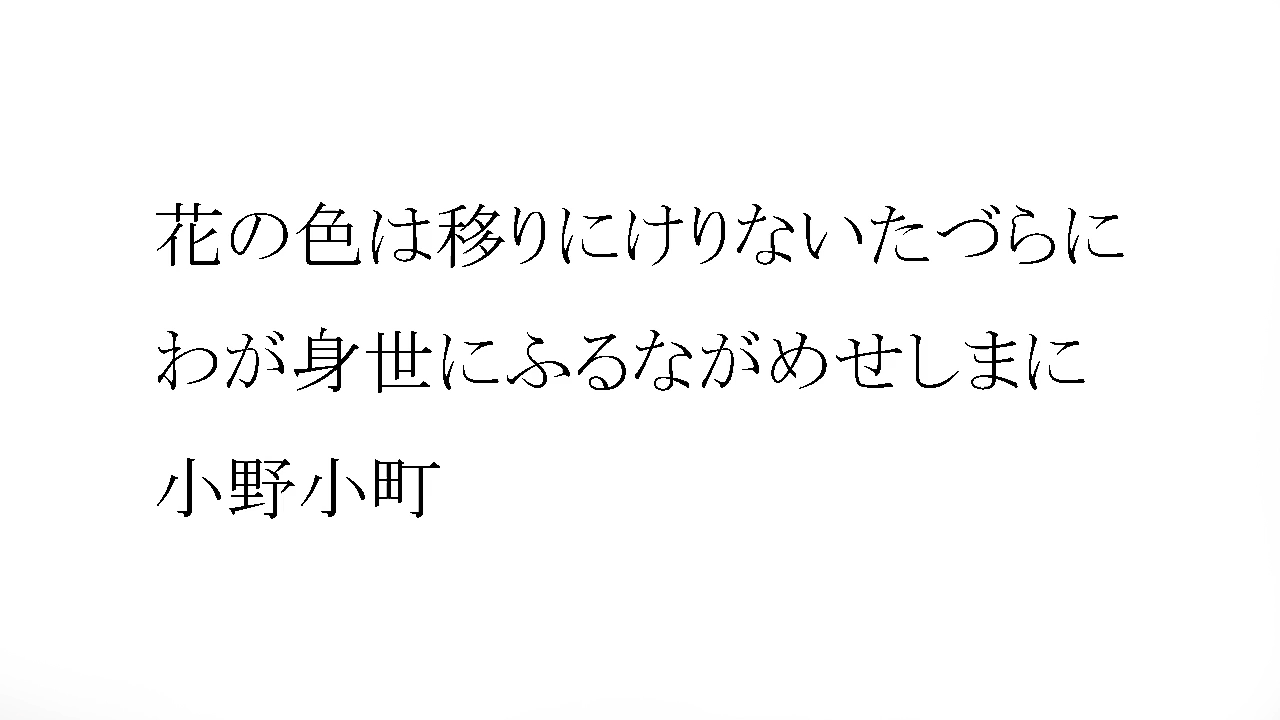 花の色は移りにけりないたづらに
わが身世にふるながめせしまに
小野小町